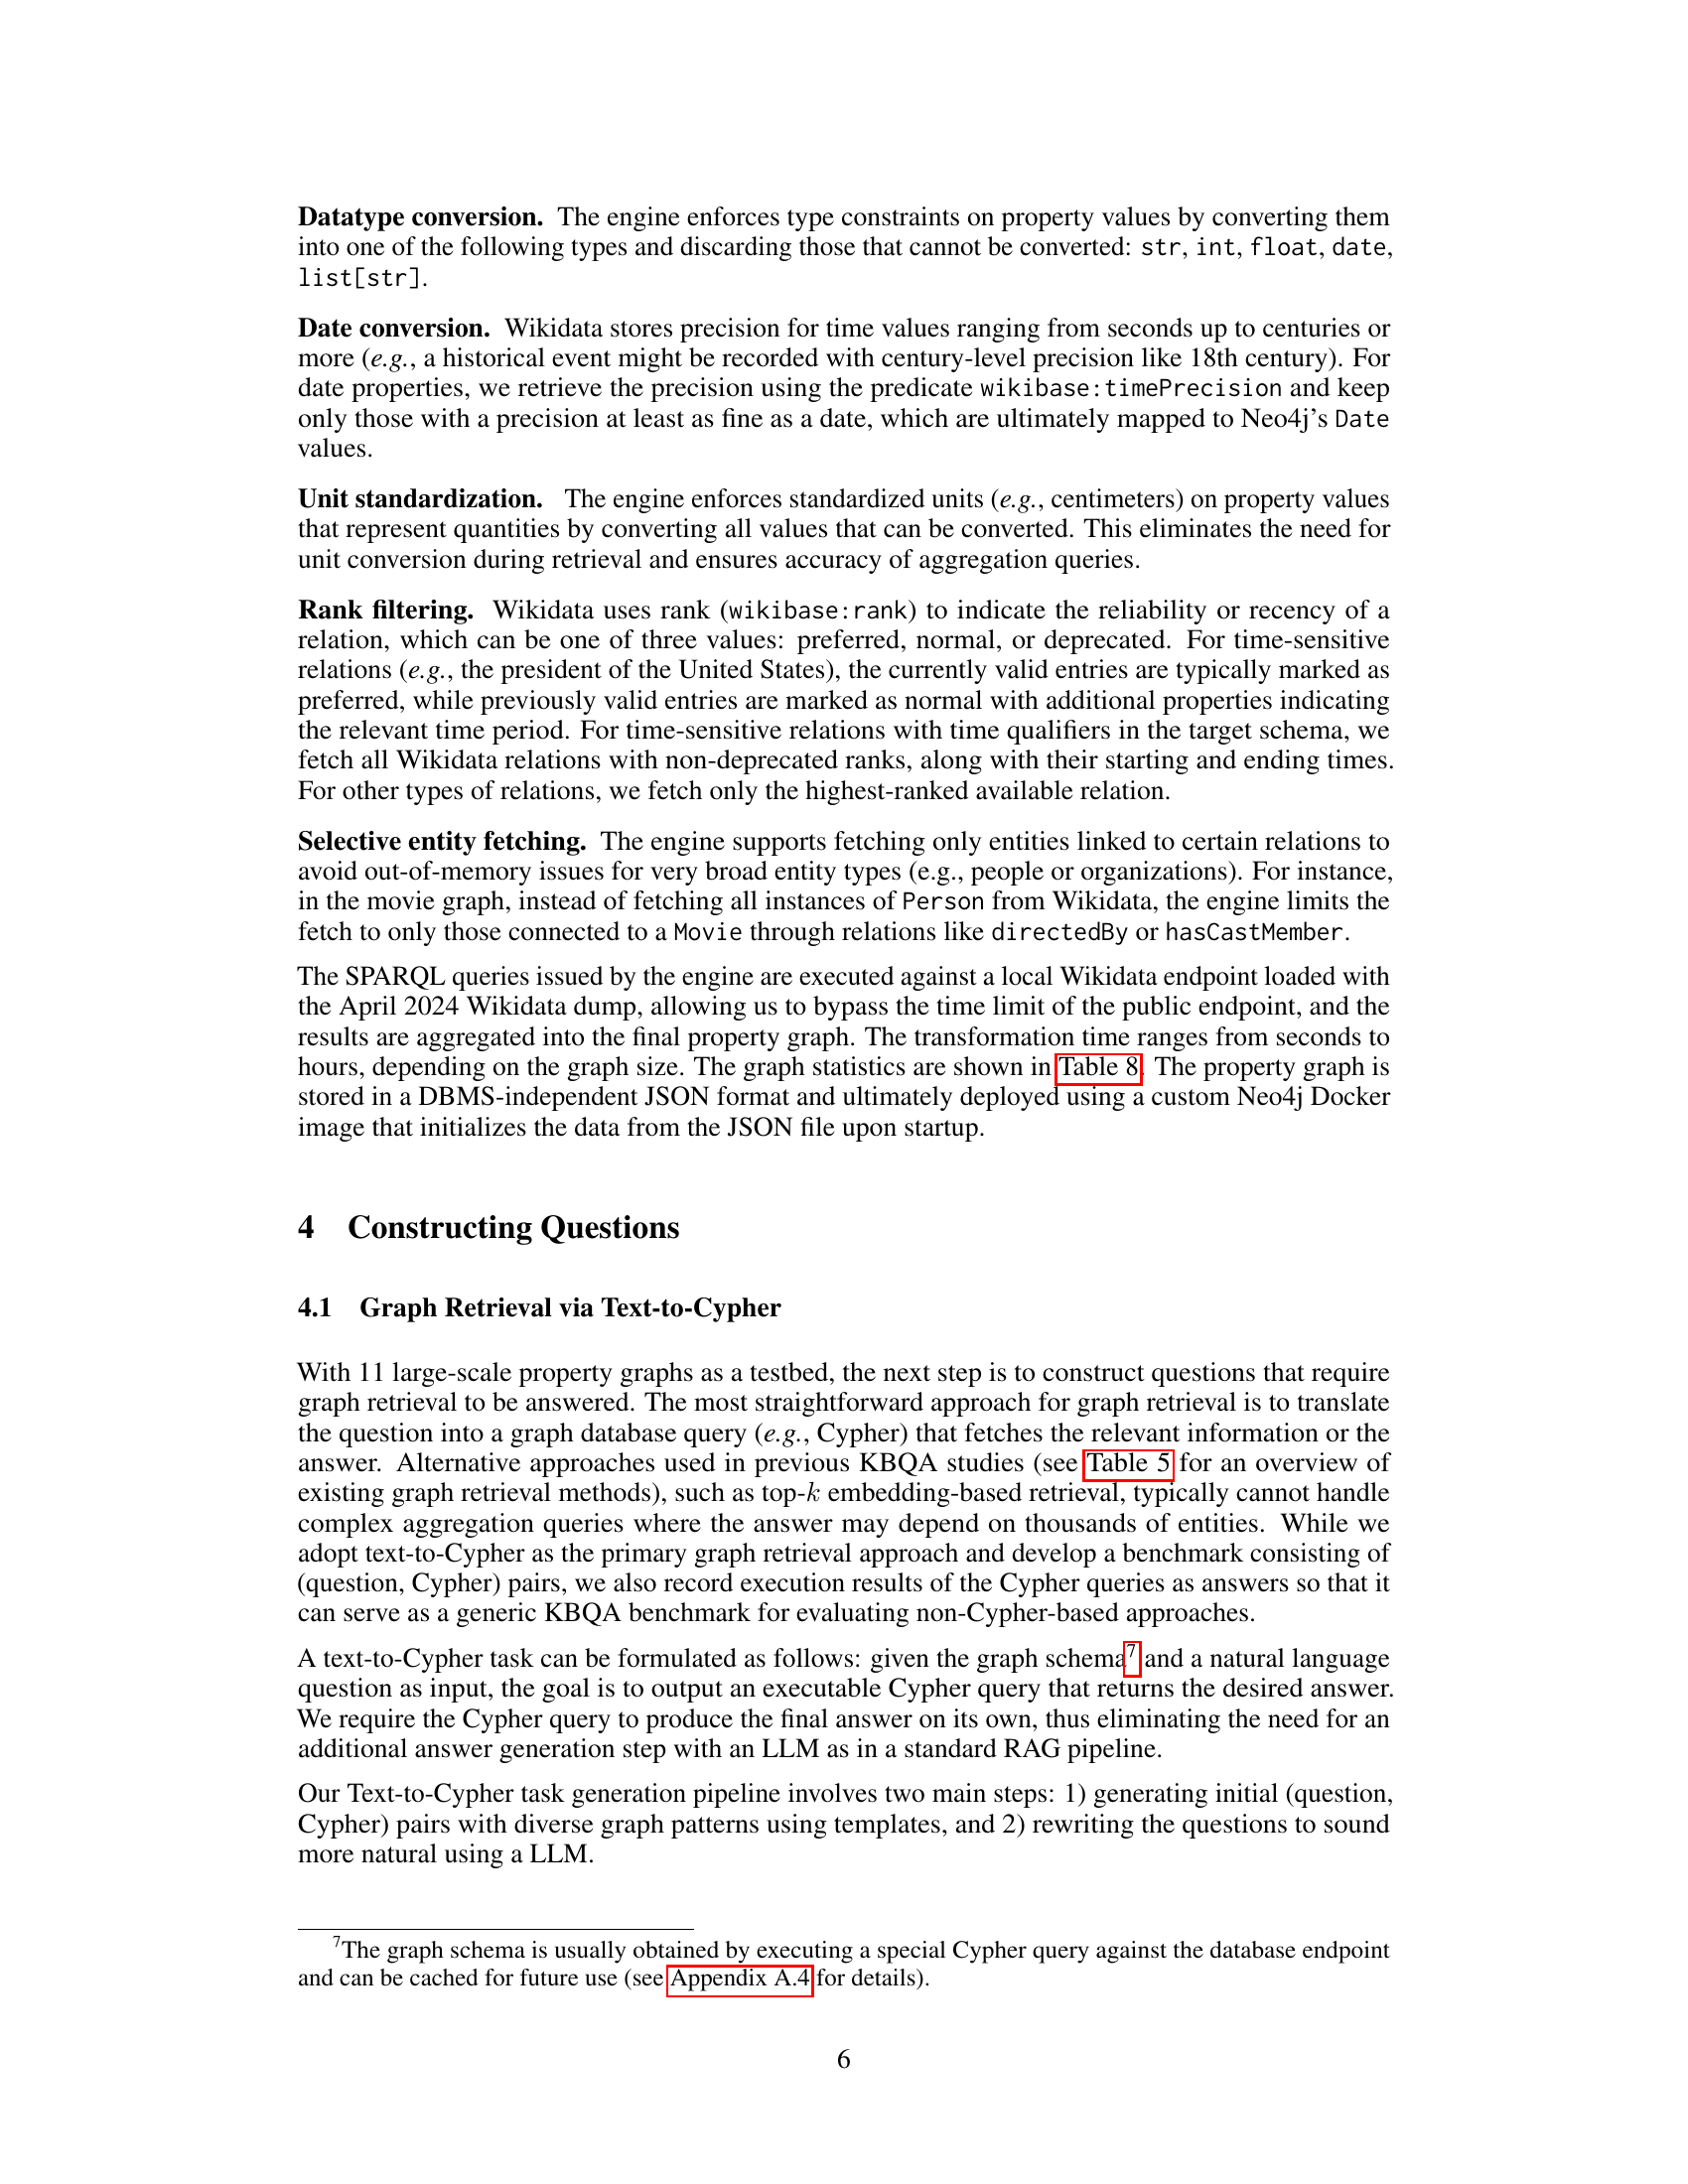 Datatype conversion. The engine enforces type constraints on property values by converting them
into one of the following types and discarding those that cannot be converted: str, int, float, date,
list[str].
Date conversion. Wikidata stores precision for time values ranging from seconds up to centuries or
more (e.g., a historical event might be recorded with century-level precision like 18th century). For
date properties, we retrieve the precision using the predicate wikibase:timePrecision and keep
only those with a precision at least as fine as a date, which are ultimately mapped to Neo4j's Date
values.
Unit standardization. The engine enforces standardized units (e.g., centimeters) on property values
that represent quantities by converting all values that can be converted. This eliminates the need for
unit conversion during retrieval and ensures accuracy of aggregation queries.
Rank filtering. Wikidata uses rank (wikibase:rank) to indicate the reliability or recency of a
relation, which can be one of three values: preferred, normal, or deprecated. For time-sensitive
relations (e.g., the president of the United States), the currently valid entries are typically marked as
preferred, while previously valid entries are marked as normal with additional properties indicating
the relevant time period. For time-sensitive relations with time qualifiers in the target schema, we
fetch all Wikidata relations with non-deprecated ranks, along with their starting and ending times.
For other types of relations, we fetch only the highest-ranked available relation.
Selective entity fetching. The engine supports fetching only entities linked to certain relations to
avoid out-of-memory issues for very broad entity types (e.g., people or organizations). For instance,
in the movie graph, instead of fetching all instances of Person from Wikidata, the engine limits the
fetch to only those connected to a Movie through relations like directedBy or hasCastMember.
The SPARQL queries issued by the engine are executed against a local Wikidata endpoint loaded with
the April 2024 Wikidata dump, allowing us to bypass the time limit of the public endpoint, and the
results are aggregated into the final property graph. The transformation time ranges from seconds to
hours, depending on the graph size. The graph statistics are shown in Table 8. The property graph is
stored in a DBMS-independent JSON format and ultimately deployed using a custom Neo4j Docker
image that initializes the data from the JSON file upon startup.
4 Constructing Questions
4.1 Graph Retrieval via Text-to-Cypher
With 11 large-scale property graphs as a testbed, the next step is to construct questions that require
graph retrieval to be answered. The most straightforward approach for graph retrieval is to translate
the question into a graph database query (e.g., Cypher) that fetches the relevant information or the
answer. Alternative approaches used in previous KBQA studies (see Table 5 for an overview of
existing graph retrieval methods), such as top-k embedding-based retrieval, typically cannot handle
complex aggregation queries where the answer may depend on thousands of entities. While we
adopt text-to-Cypher as the primary graph retrieval approach and develop a benchmark consisting of
(question, Cypher) pairs, we also record execution results of the Cypher queries as answers so that it
can serve as a generic KBQA benchmark for evaluating non-Cypher-based approaches.
A text-to-Cypher task can be formulated as follows: given the graph schema7 and a natural language
question as input, the goal is to output an executable Cypher query that returns the desired answer.
We require the Cypher query to produce the final answer on its own, thus eliminating the need for an
additional answer generation step with an LLM as in a standard RAG pipeline.
Our Text-to-Cypher task generation pipeline involves two main steps: 1) generating initial (question,
Cypher) pairs with diverse graph patterns using templates, and 2) rewriting the questions to sound
more natural using a LLM.
7The graph schema is usually obtained by executing a special Cypher query against the database endpoint
and can be cached for future use (see Appendix A.4 for details).
6